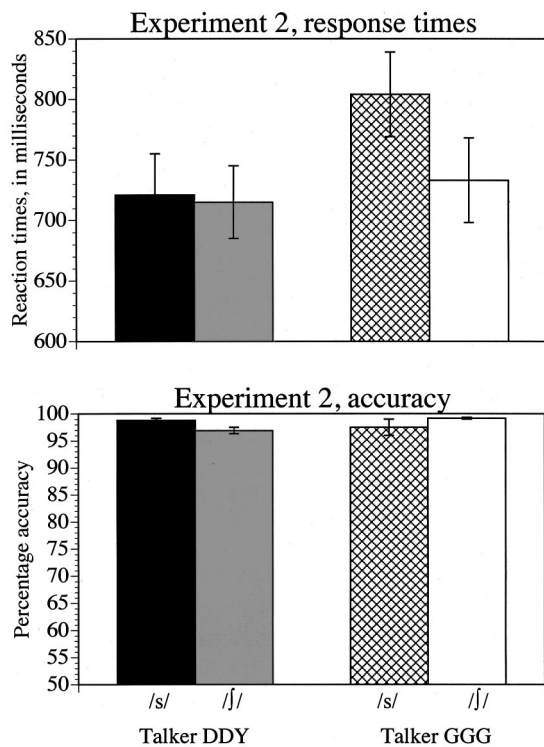 Experiment 2, response times
Reaction times, in milliseconds
850
800
750
700
650
600
Experiment 2, accuracy
Percentage accuracy
100
95
90
85
80
75
70
65
60
55
50
/s/ /ʃ/ /s/ /ʃ/
Talker DDY Talker GGG